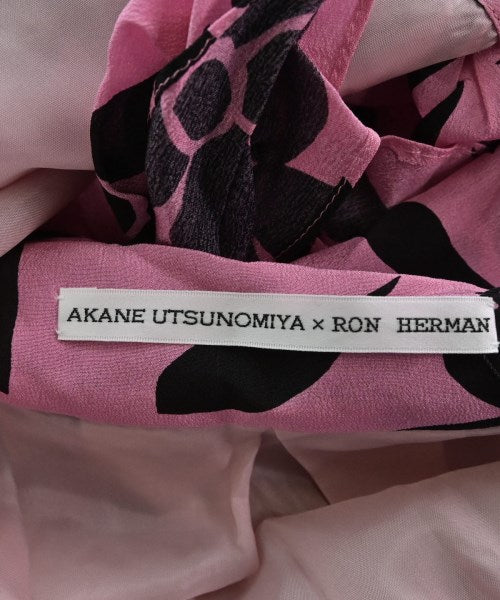 AKANE UTSUNOMIYA × RON HERMAN